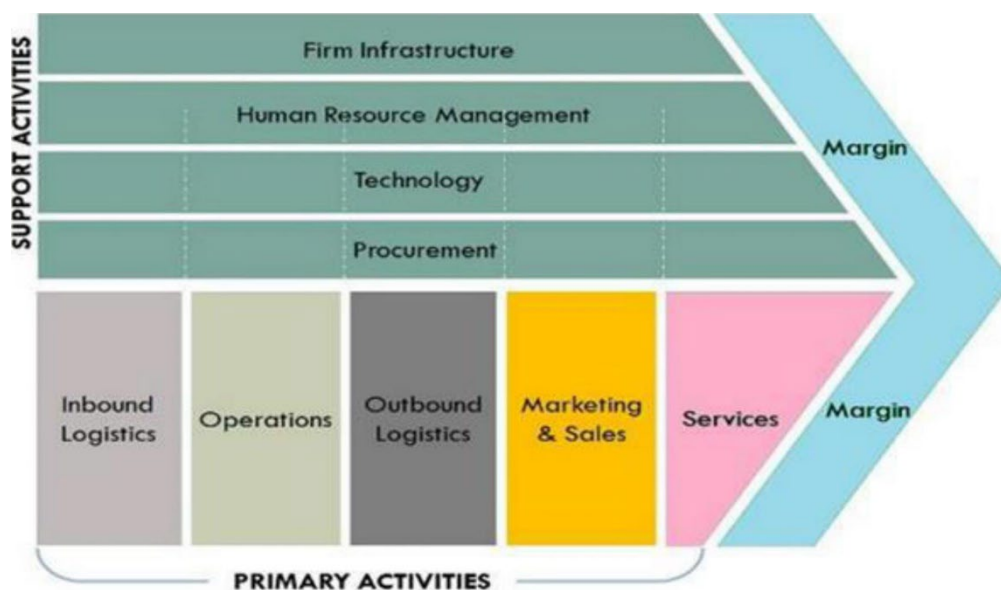 SUPPORT ACTIVITIES
Firm Infrastructure
Human Resource Management
Technology
Procurement
Margin
Inbound
Logistics
Operations
Outbound
Logistics
Marketing
& Sales
Services
Margin
PRIMARY ACTIVITIES